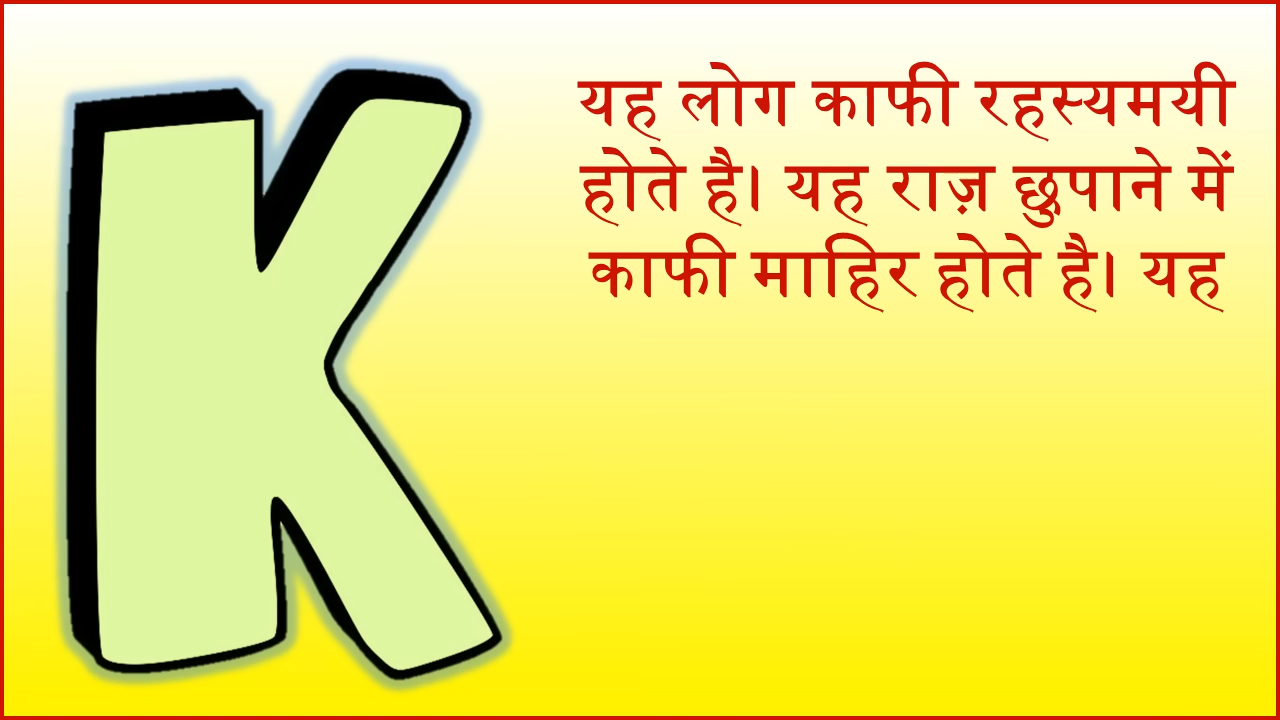 K
यह लोग काफी रहस्यमयी
होते है। यह राज़ छुपाने में
काफी माहिर होते है। यह